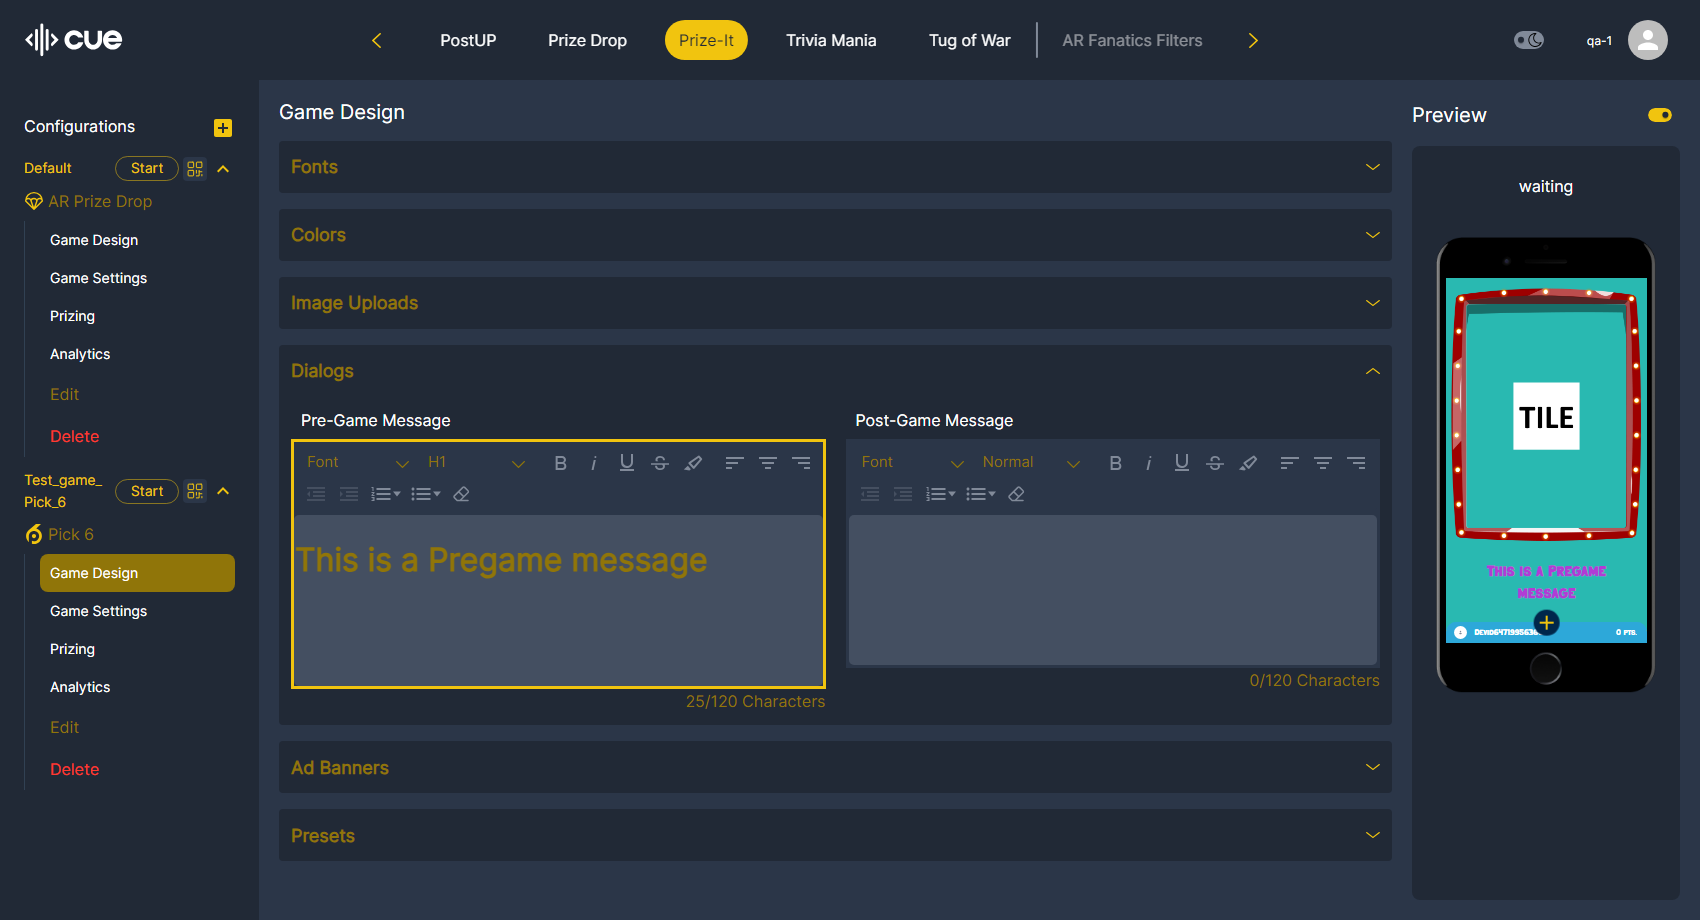 cue
PostUP
Prize Drop
Prize-It
Trivia Mania
Tug of War
AR Fanatics Filters
qa-1
Configurations
Default
Start
AR Prize Drop
Game Design
Game Settings
Prizing
Analytics
Edit
Delete
Test_game_
Pick_6
Start
Pick 6
Game Design
Game Settings
Prizing
Analytics
Edit
Delete
Game Design
Fonts
Colors
Image Uploads
Dialogs
Pre-Game Message
Font
H1
This is a Pregame message
25/120 Characters
Post-Game Message
Font
Normal
0/120 Characters
Ad Banners
Presets
Preview
waiting
TILE
This is a Pregame
message
0 pts.